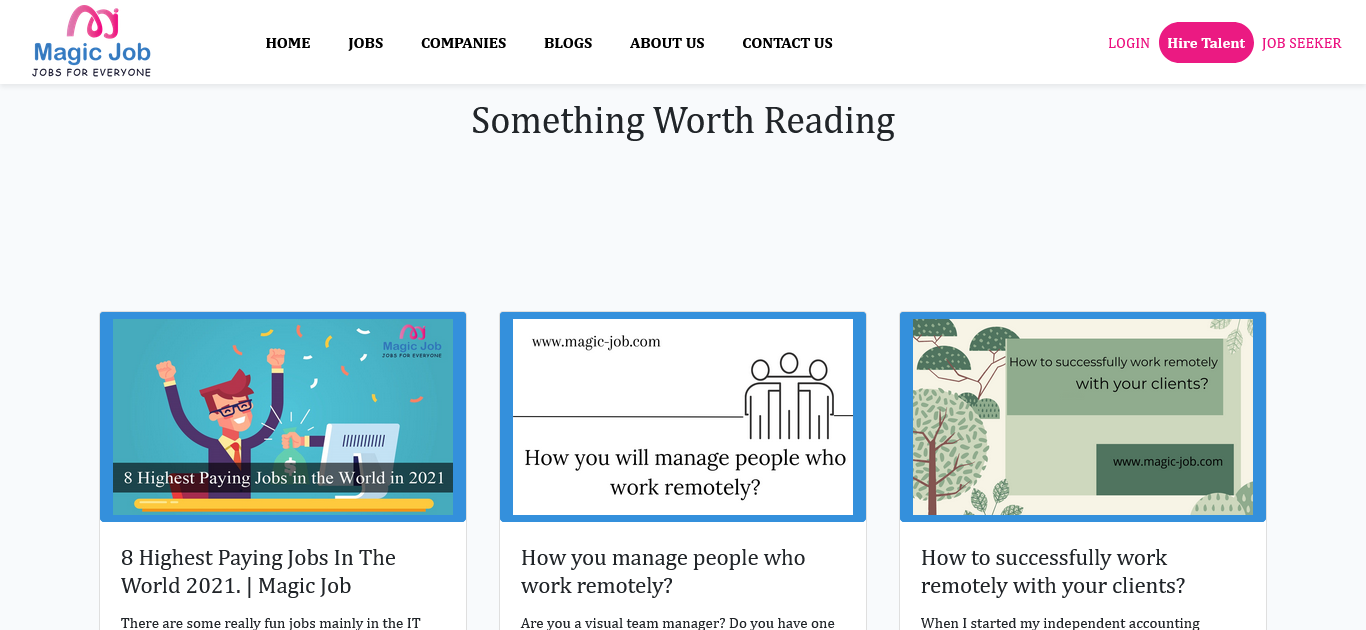 Magic Job
JOBS FOR EVERYONE
HOME JOBS COMPANIES BLOGS ABOUT US CONTACT US
LOGIN Hire Talent JOB SEEKER
Something Worth Reading
Magic Job
JOBS FOR EVERYONE
8 Highest Paying Jobs in the World in 2021
www.magic-job.com
How you will manage people who
work remotely?
How to successfully work remotely
with your clients?
www.magic-job.com
8 Highest Paying Jobs In The
World 2021. | Magic Job
There are some really fun jobs mainly in the IT
How you manage people who
work remotely?
Are you a visual team manager? Do you have one
How to successfully work
remotely with your clients?
When I started my independent accounting